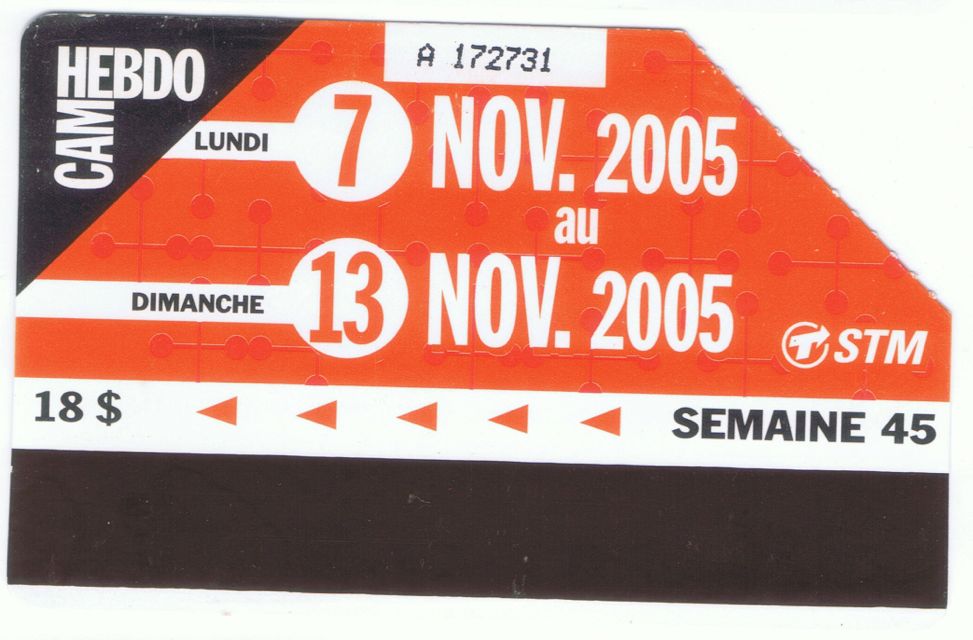 CAM HEBDO
A 172731
LUNDI 7 NOV. 2005
au
DIMANCHE 13 NOV. 2005
STM
18 $ SEMAINE 45